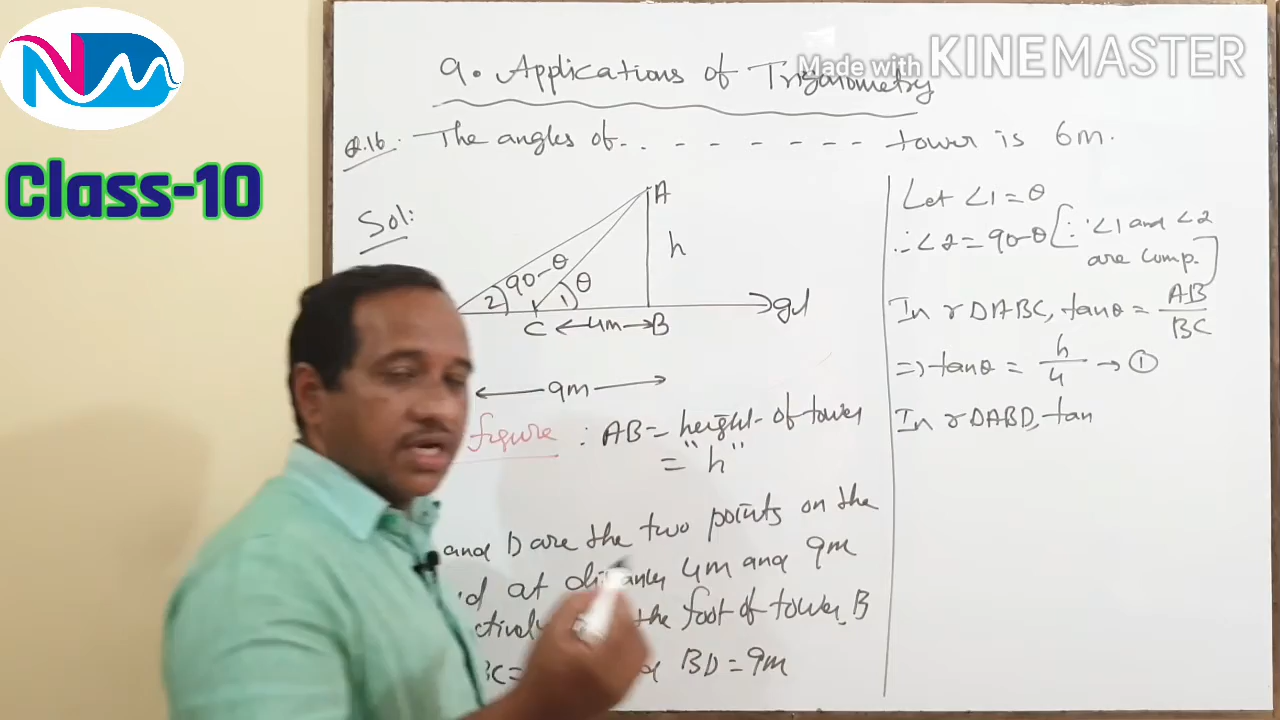 NM
Class-10
Made with KINEMASTER
9. Applications of Trigonometry
Q.16. The angles of.. - - - - - - - tower is 6m.
Sol:
A
h
90-θ
θ
2
1
C
4m
B
gd
9m
figure : AB = height of tower
= "h"
and D are the two points on the
at distances 4m and 9m
the foot of tower B
BD = 9m
Let ∠1 = θ
∴ ∠2 = 90-θ [∵ ∠1 and ∠2
are comp.]
In r△ABC, tanθ = AB/BC
=> tanθ = h/4 → ①
In r△ABD, tan